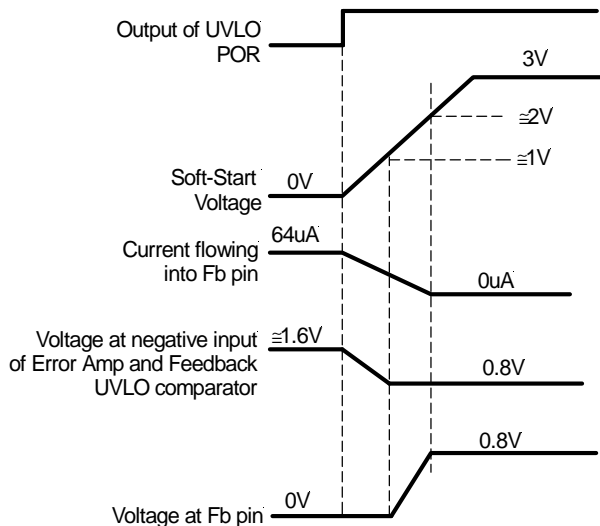 Output of UVLO
POR
3V
≅2V
≅1V
Soft-Start
Voltage
0V
Current flowing
into Fb pin
64uA
0uA
Voltage at negative input
of Error Amp and Feedback
UVLO comparator
≅1.6V
0.8V
0.8V
Voltage at Fb pin
0V